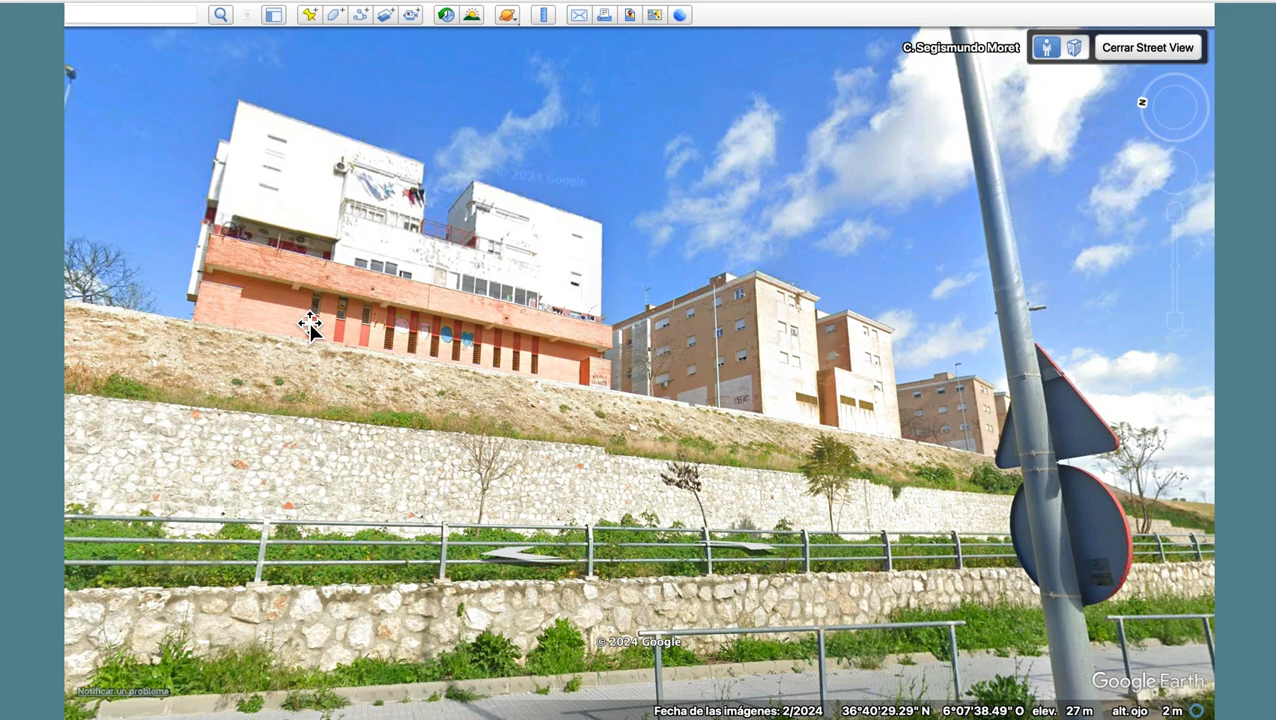 C. Segismundo Moret
Cerrar Street View
N
© 2024 Google
© 2024 Google
Notificar un problema
Google Earth
Fecha de las imágenes: 2/2024 36°40'29.29" N 6°07'38.49" O elev. 27 m alt. ojo 2 m